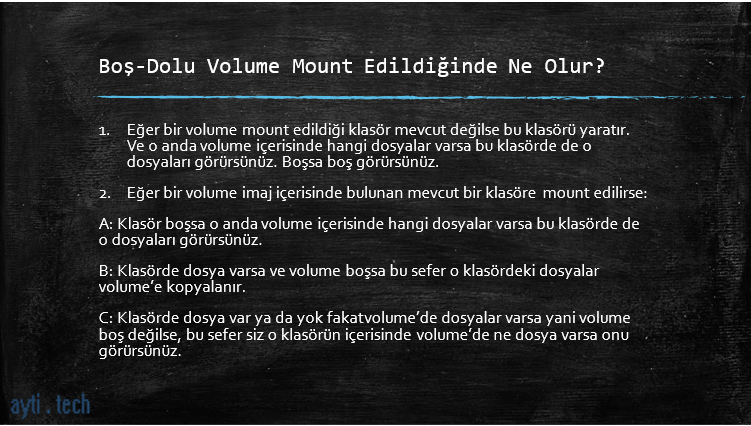 Boş-Dolu Volume Mount Edildiğinde Ne Olur?
1. Eğer bir volume mount edildiği klasör mevcut değilse bu klasörü yaratır.
Ve o anda volume içerisinde hangi dosyalar varsa bu klasörde de o
dosyaları görürsünüz. Boşsa boş görürsünüz.
2. Eğer bir volume imaj içerisinde bulunan mevcut bir klasöre mount edilirse:
A: Klasör boşsa o anda volume içerisinde hangi dosyalar varsa bu klasörde de
o dosyaları görürsünüz.
B: Klasörde dosya varsa ve volume boşsa bu sefer o klasördeki dosyalar
volume’e kopyalanır.
C: Klasörde dosya var ya da yok fakatvolume’de dosyalar varsa yani volume
boş değilse, bu sefer siz o klasörün içerisinde volume’de ne dosya varsa onu
görürsünüz.
ayti . tech